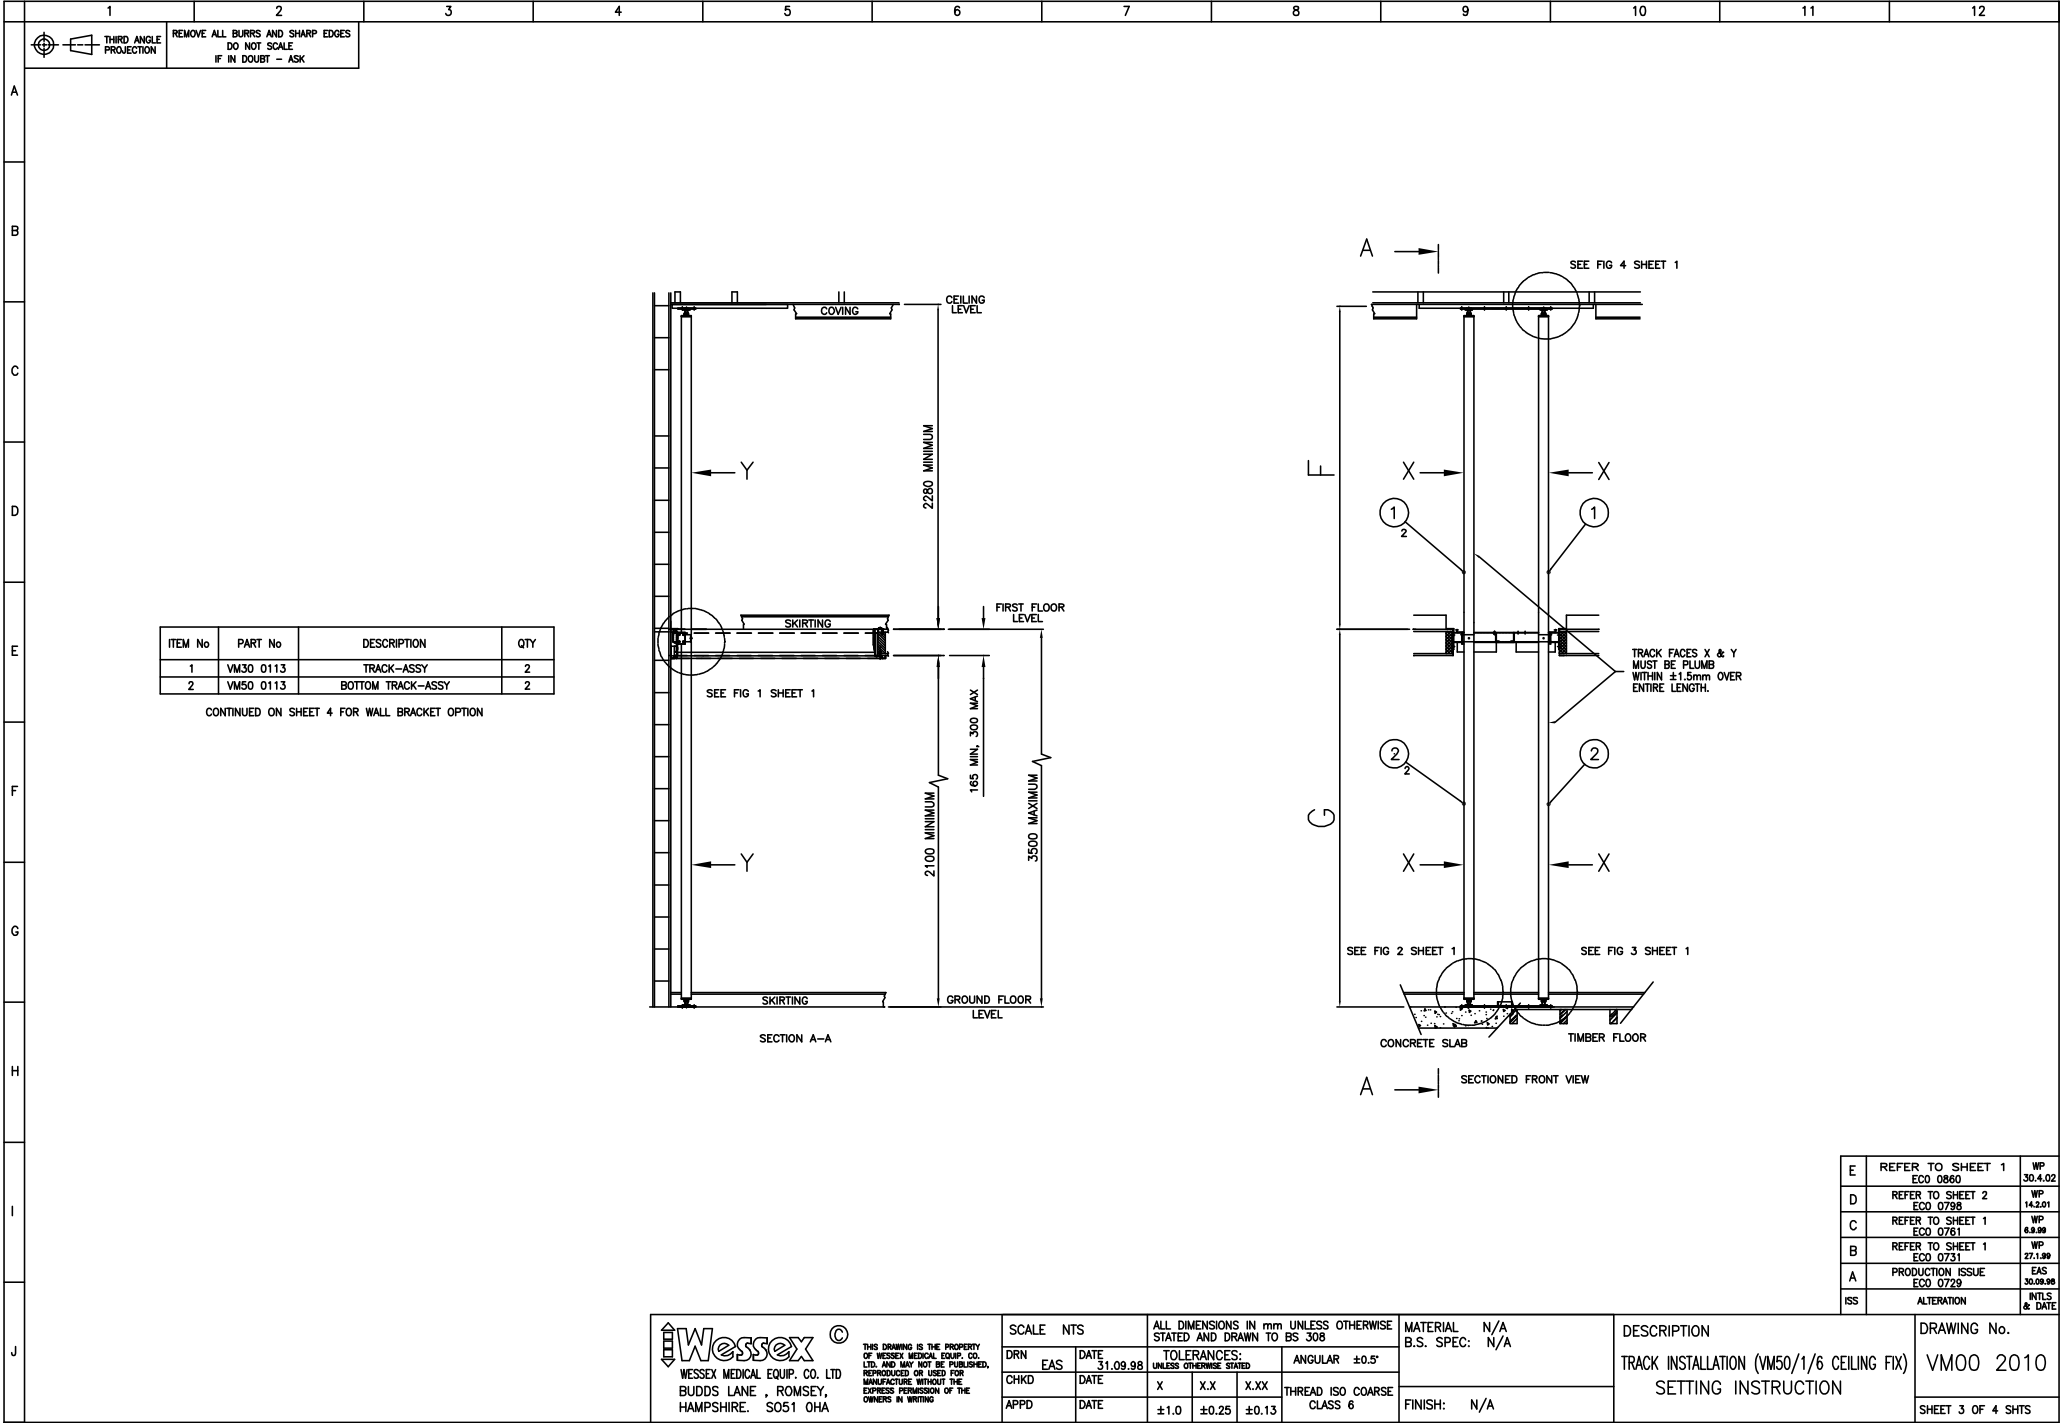 1 2 3 4 5 6 7 8 9 10 11 12
A
B
C
D
E
F
G
H
I
J
THIRD ANGLE
PROJECTION
REMOVE ALL BURRS AND SHARP EDGES
DO NOT SCALE
IF IN DOUBT - ASK
ITEM No PART No DESCRIPTION QTY
1 VM30 0113 TRACK-ASSY 2
2 VM50 0113 BOTTOM TRACK-ASSY 2
CONTINUED ON SHEET 4 FOR WALL BRACKET OPTION
COVING
CEILING
LEVEL
2280 MINIMUM
Y
FIRST FLOOR
LEVEL
SKIRTING
SEE FIG 1 SHEET 1
165 MIN, 300 MAX
2100 MINIMUM
3500 MAXIMUM
Y
SKIRTING
GROUND FLOOR
LEVEL
SECTION A-A
A
SEE FIG 4 SHEET 1
F
X X
1 1
2
TRACK FACES X & Y
MUST BE PLUMB
WITHIN ±1.5mm OVER
ENTIRE LENGTH.
2 2
2
G
X X
SEE FIG 2 SHEET 1
SEE FIG 3 SHEET 1
CONCRETE SLAB
TIMBER FLOOR
A
SECTIONED FRONT VIEW
E REFER TO SHEET 1 WP
ECO 0860 30.4.02
D REFER TO SHEET 2 WP
ECO 0798 14.2.01
C REFER TO SHEET 1 WP
ECO 0761 6.9.99
B REFER TO SHEET 1 WP
ECO 0731 27.1.99
A PRODUCTION ISSUE EAS
ECO 0729 30.09.98
ISS ALTERATION INTLS
& DATE
Wessex ©
WESSEX MEDICAL EQUIP. CO. LTD
BUDDS LANE , ROMSEY,
HAMPSHIRE. SO51 0HA
THIS DRAWING IS THE PROPERTY
OF WESSEX MEDICAL EQUIP. CO.
LTD. AND MAY NOT BE PUBLISHED,
REPRODUCED OR USED FOR
MANUFACTURE WITHOUT THE
EXPRESS PERMISSION OF THE
OWNERS IN WRITING
SCALE NTS
DRN EAS DATE 31.09.98
CHKD DATE
APPD DATE
ALL DIMENSIONS IN mm UNLESS OTHERWISE
STATED AND DRAWN TO BS 308
TOLERANCES:
UNLESS OTHERWISE STATED
ANGULAR ±0.5°
X X.X X.XX
±1.0 ±0.25 ±0.13
THREAD ISO COARSE
CLASS 6
MATERIAL N/A
B.S. SPEC: N/A
FINISH: N/A
DESCRIPTION
TRACK INSTALLATION (VM50/1/6 CEILING FIX)
SETTING INSTRUCTION
DRAWING No.
VM00 2010
SHEET 3 OF 4 SHTS